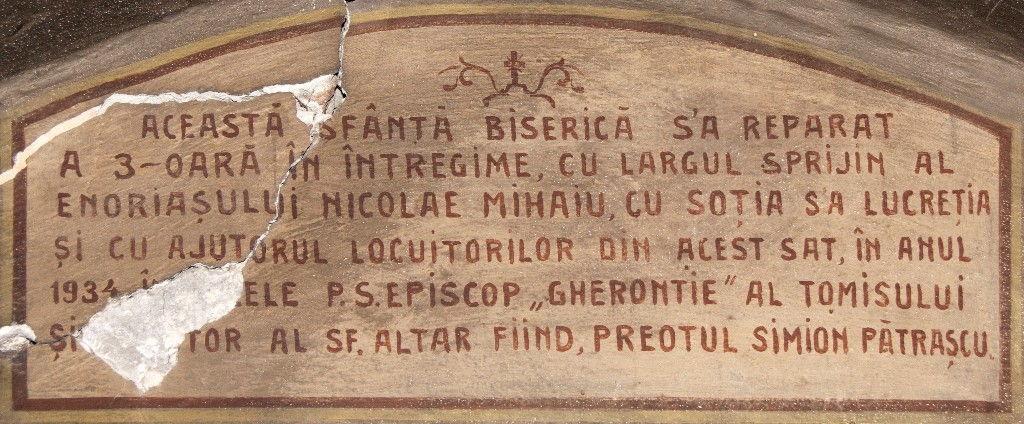 ACEASTĂ SFÂNTĂ BISERICĂ S'A REPARAT
A 3-OARĂ ÎN ÎNTREGIME, CU LARGUL SPRIJIN AL
ENORIAȘULUI NICOLAE MIHAIU, CU SOȚIA SA LUCREȚIA
ȘI CU AJUTORUL LOCUITORILOR DIN ACEST SAT, ÎN ANUL
1934 P.S. EPISCOP „GHERONTIE" AL TOMISULUI
ȘI AL SF. ALTAR FIIND, PREOTUL SIMION PĂTRAȘCU.